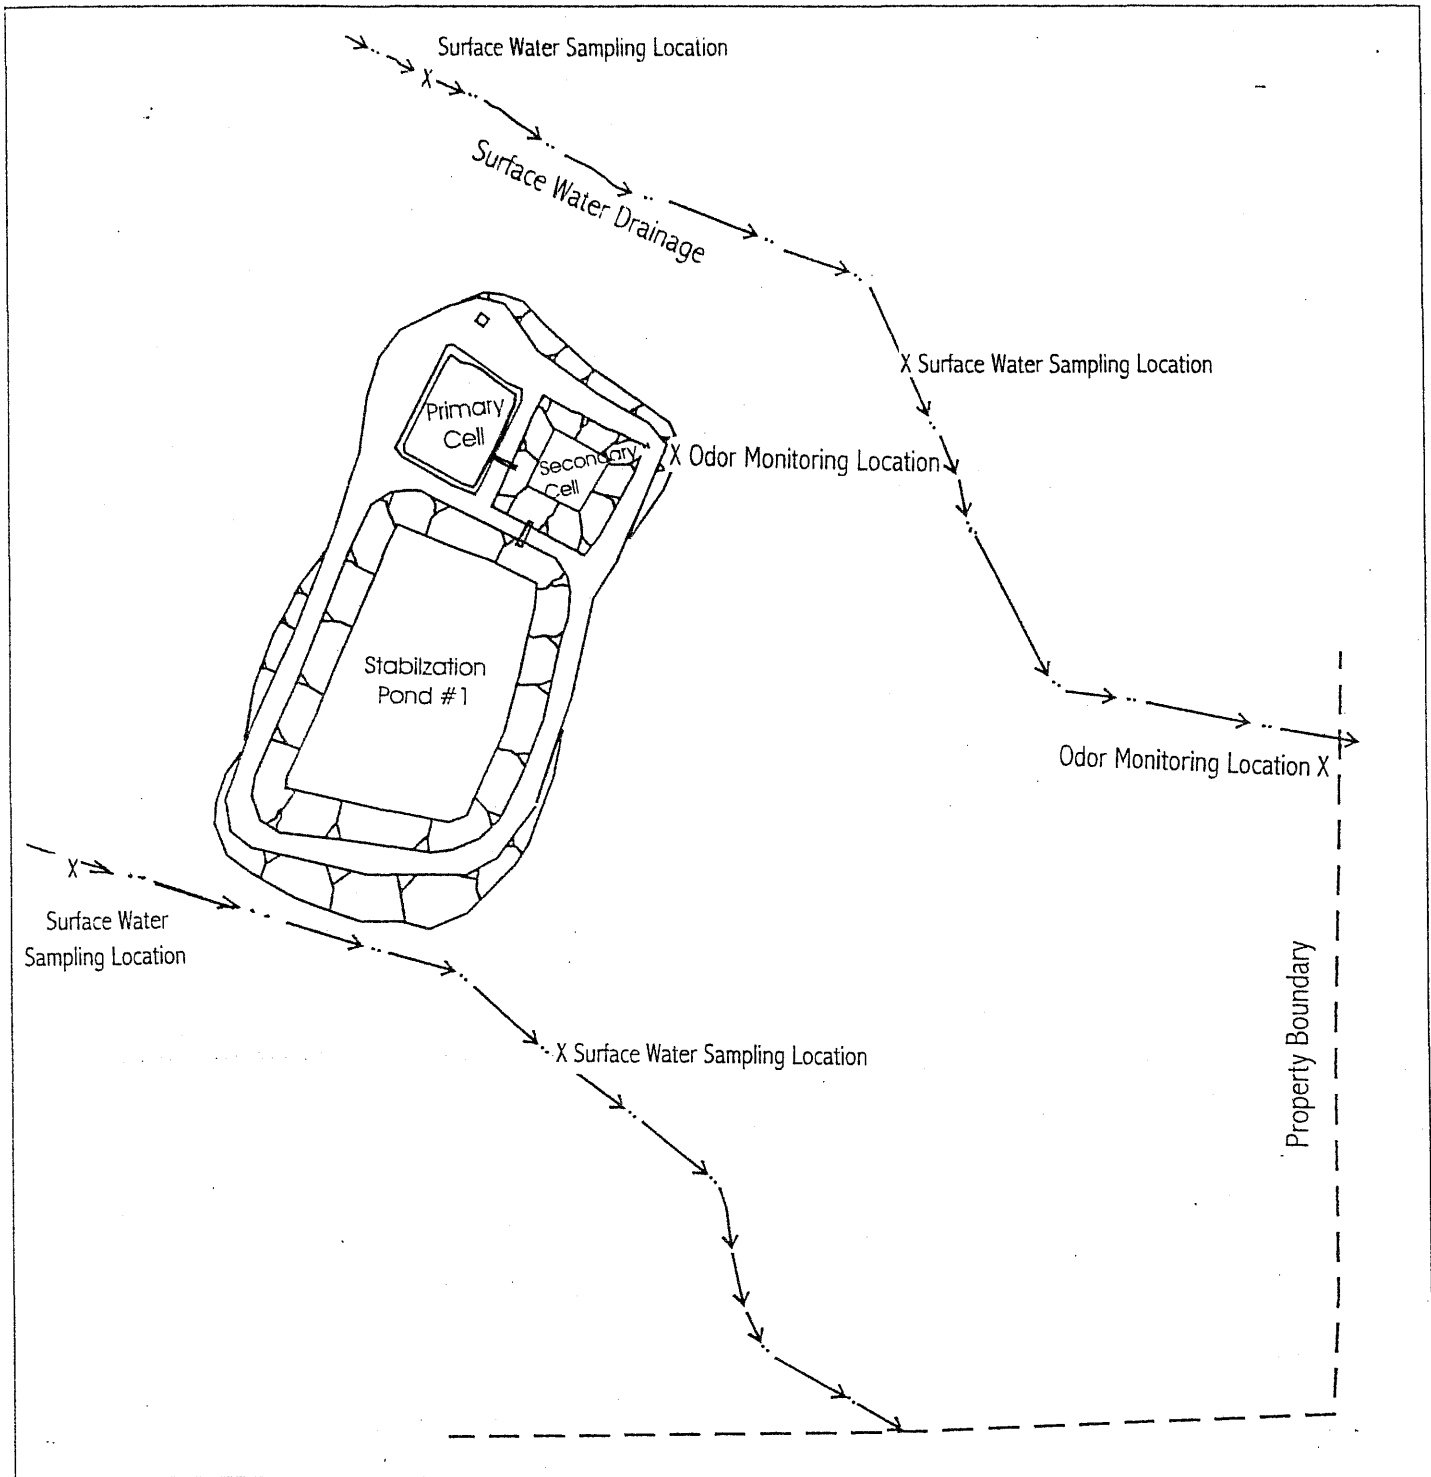 Surface Water Sampling Location
X
Surface Water Drainage
X Surface Water Sampling Location
Primary
Cell
Secondary
Cell
X Odor Monitoring Location
Stabilzation
Pond #1
Odor Monitoring Location X
X
Surface Water
Sampling Location
X Surface Water Sampling Location
Property Boundary